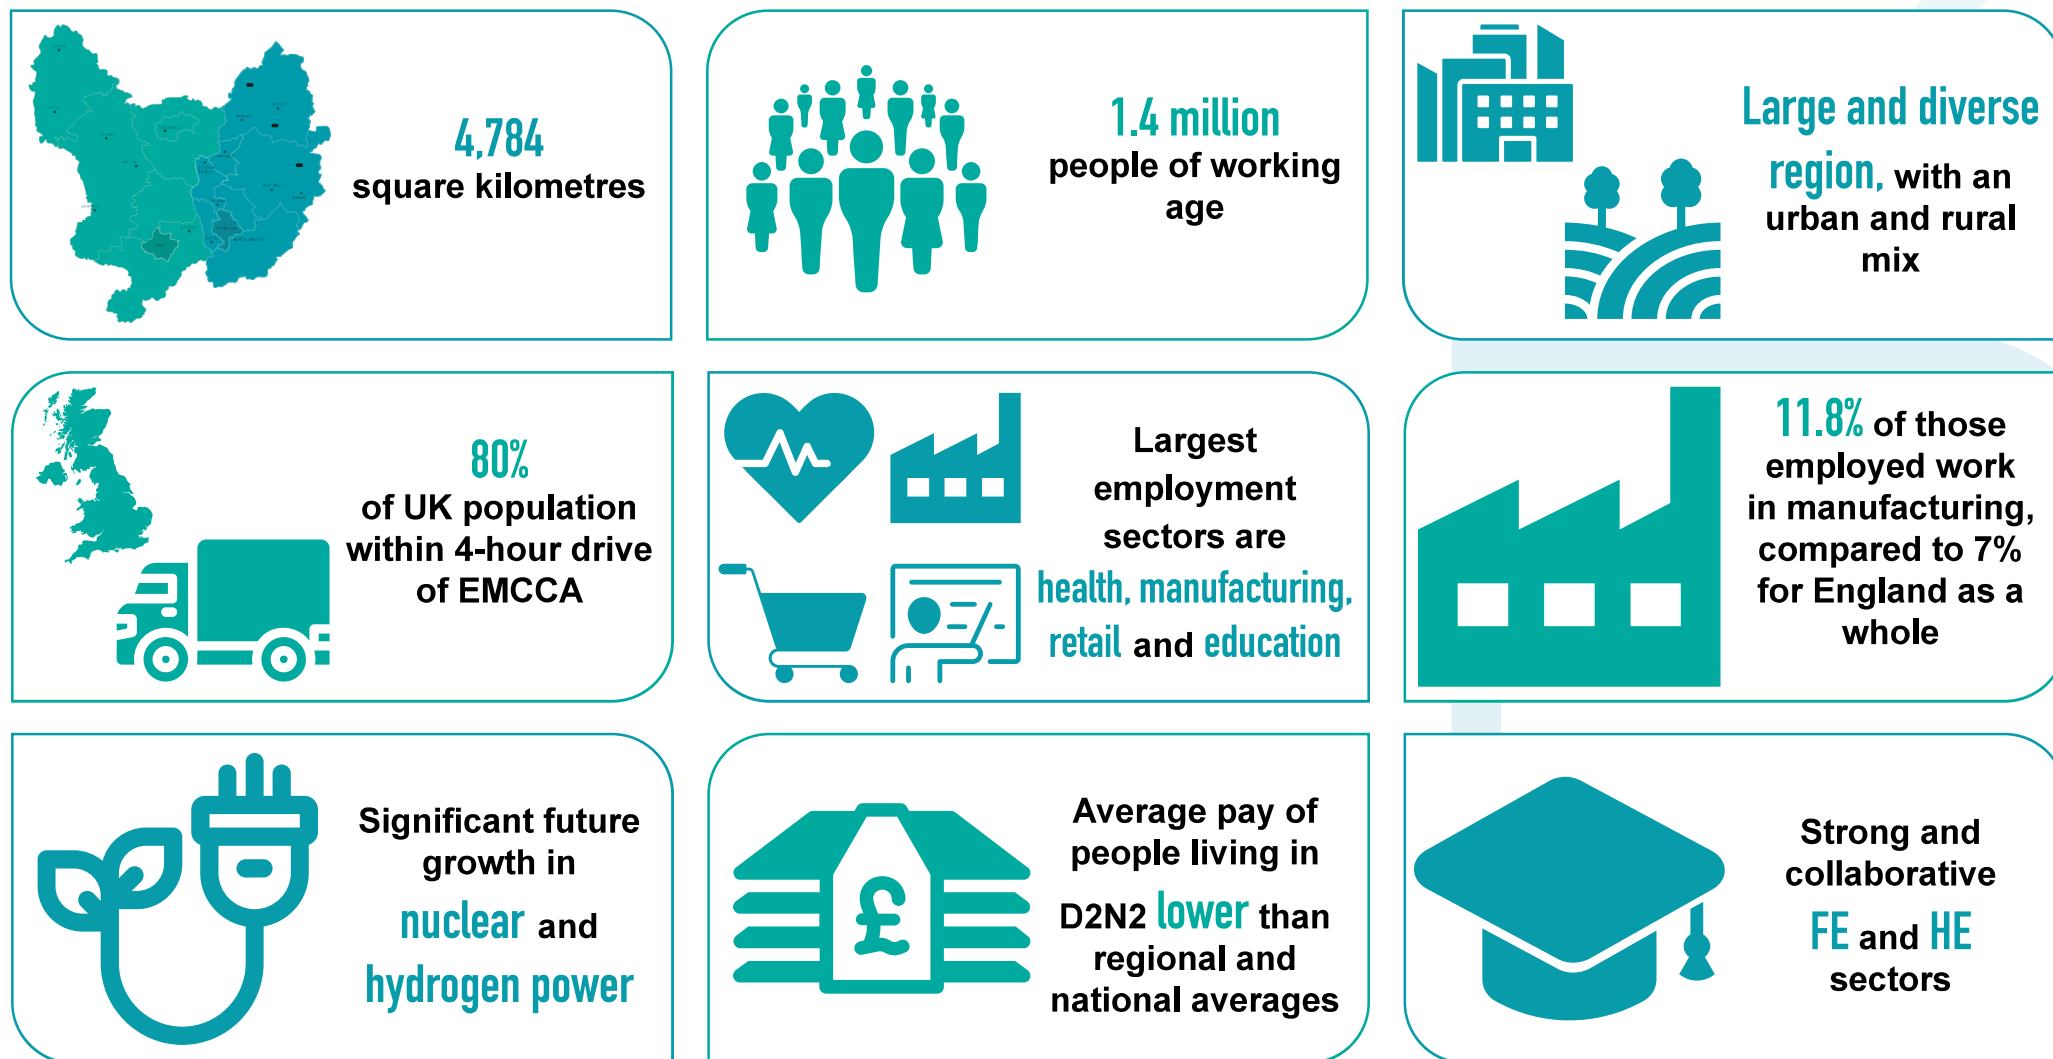 4,784
square kilometres
1.4 million
people of working
age
Large and diverse
region, with an
urban and rural
mix
80%
of UK population
within 4-hour drive
of EMCCA
Largest
employment
sectors are
health, manufacturing,
retail and education
11.8% of those
employed work
in manufacturing,
compared to 7%
for England as a
whole
Significant future
growth in
nuclear and
hydrogen power
£
Average pay of
people living in
D2N2 lower than
regional and
national averages
Strong and
collaborative
FE and HE
sectors